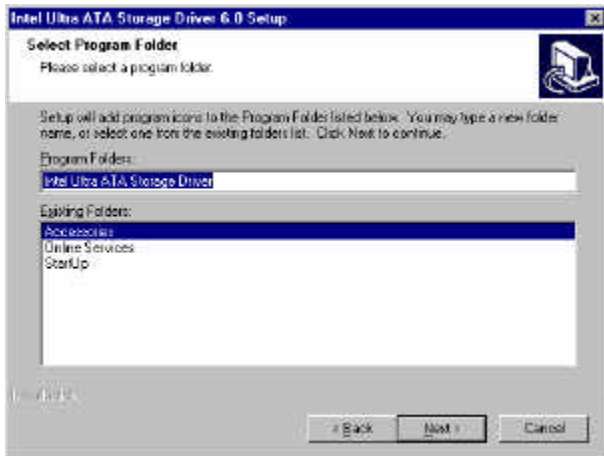 Intel Ultra ATA Storage Driver 6.0 Setup
Select Program Folder
Please select a program folder.
Setup will add program icons to the Program Folder listed below. You may type a new folder
name, or select one from the existing folders list. Click Next to continue.
Program Folders:
Intel Ultra ATA Storage Driver
Existing Folders:
Accessories
Online Services
StartUp
< Back
Next >
Cancel